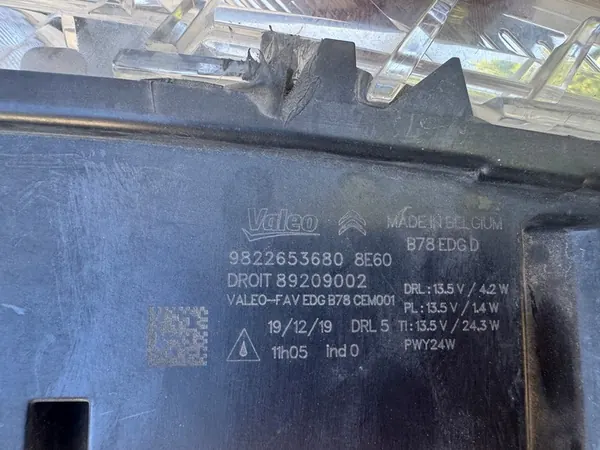 Valeo MADE IN BELGIUM
B78 EDG D
9822653680 8E60
DROIT 89209002
VALEO-FAV EDG B78 CEM001
DRL : 13.5 V / 4.2 W
PL : 13.5 V / 1.4 W
19/12/19 DRL 5 TI : 13.5 V / 24.3 W
11h05 ind 0 PWY24W